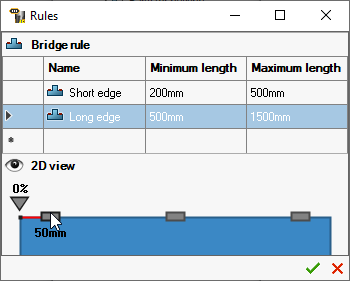 Rules
Bridge rule
Name Minimum length Maximum length
Short edge 200mm 500mm
Long edge 500mm 1500mm
*
2D view
0%
50mm